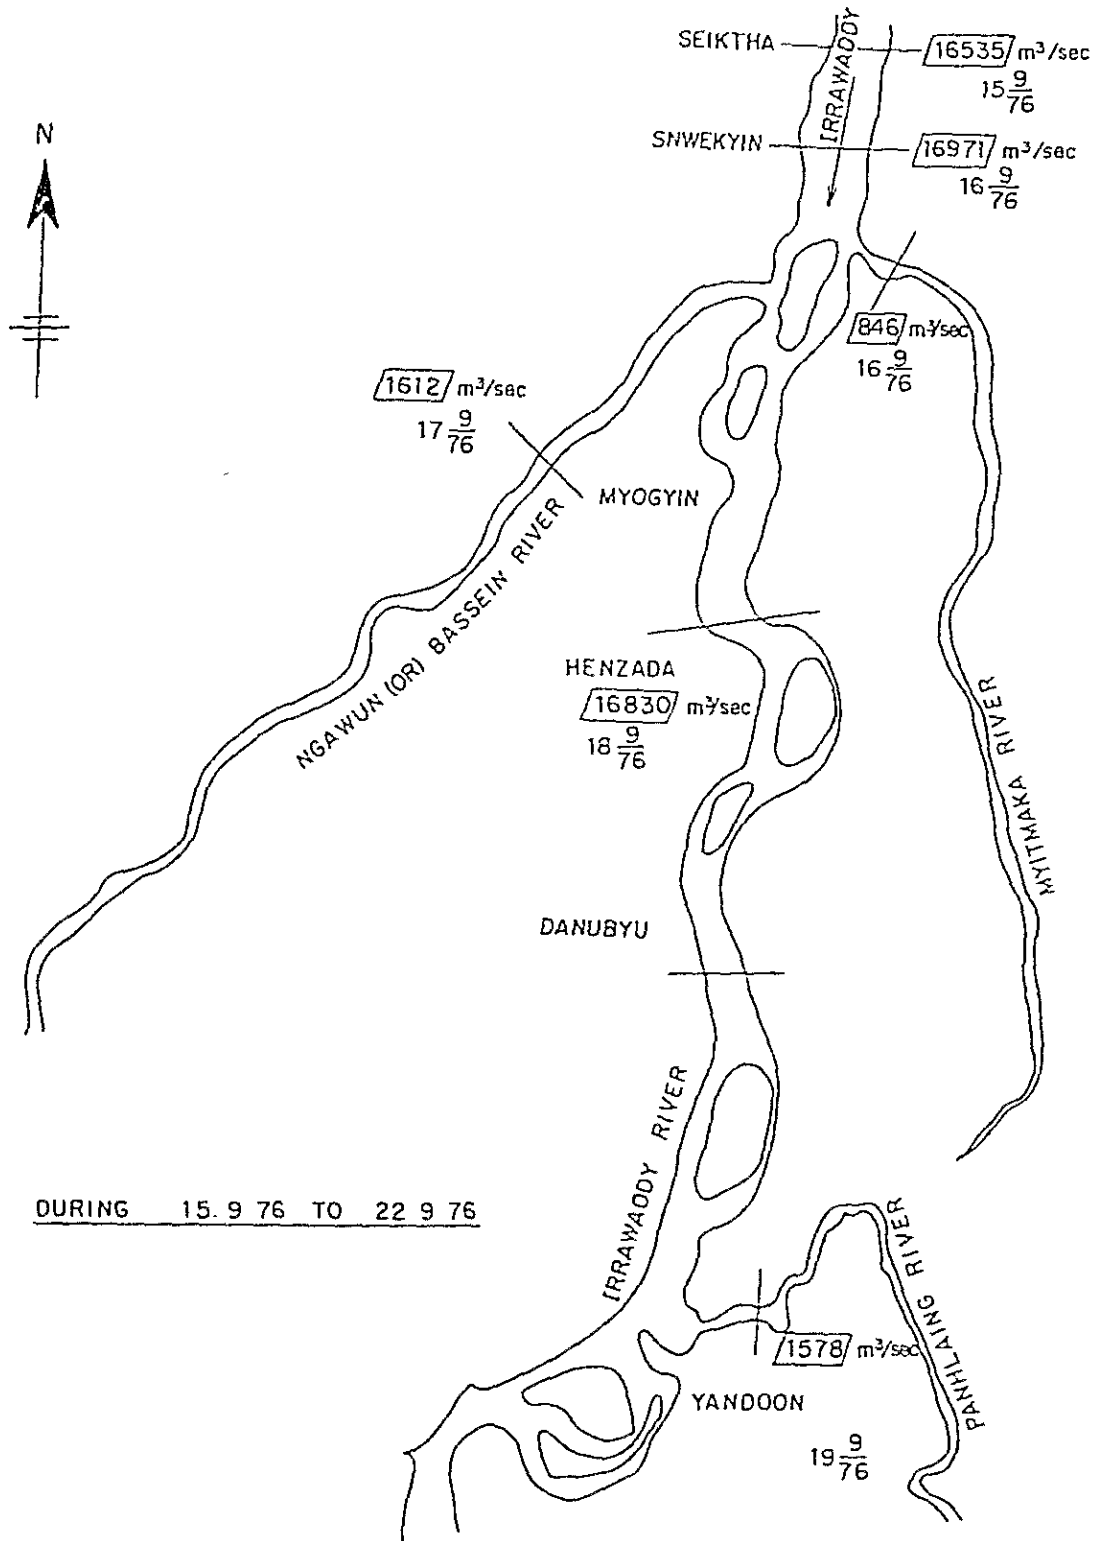 SEIKTHA
16535 m³/sec
15 9/76
IRRAWADDY
SNWEKYIN
16971 m³/sec
16 9/76
N
846 m³/sec
16 9/76
1612 m³/sec
17 9/76
MYOGYIN
NGAWUN (OR) BASSEIN RIVER
HENZADA
16830 m³/sec
18 9/76
MYITMAKA RIVER
DANUBYU
IRRAWADDY RIVER
DURING 15. 9 76 TO 22 9 76
PANHLAING RIVER
1578 m³/sec
YANDOON
19 9/76